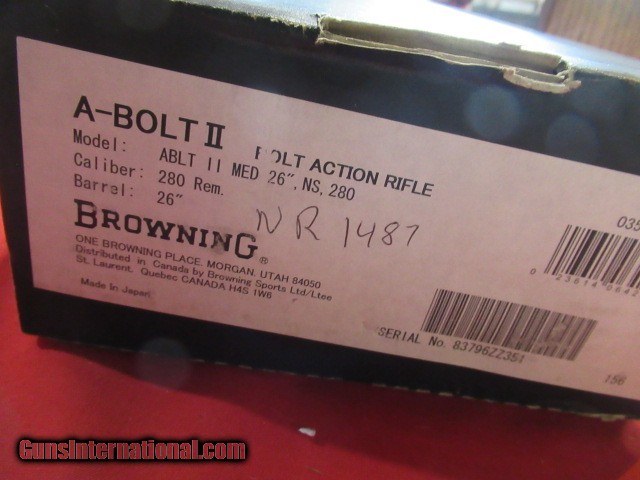 A-BOLT II BOLT ACTION RIFLE
Model: ABLT II MED 26", NS, 280
Caliber: 280 Rem.
Barrel: 26"
NR 1487
BROWNING®
ONE BROWNING PLACE, MORGAN, UTAH 84050
Distributed in Canada by Browning Sports Ltd/Ltee
St. Laurent, Quebec CANADA H4S 1W6
Made In Japan
SERIAL No. 83796ZZ351
156
GunsInternational.com